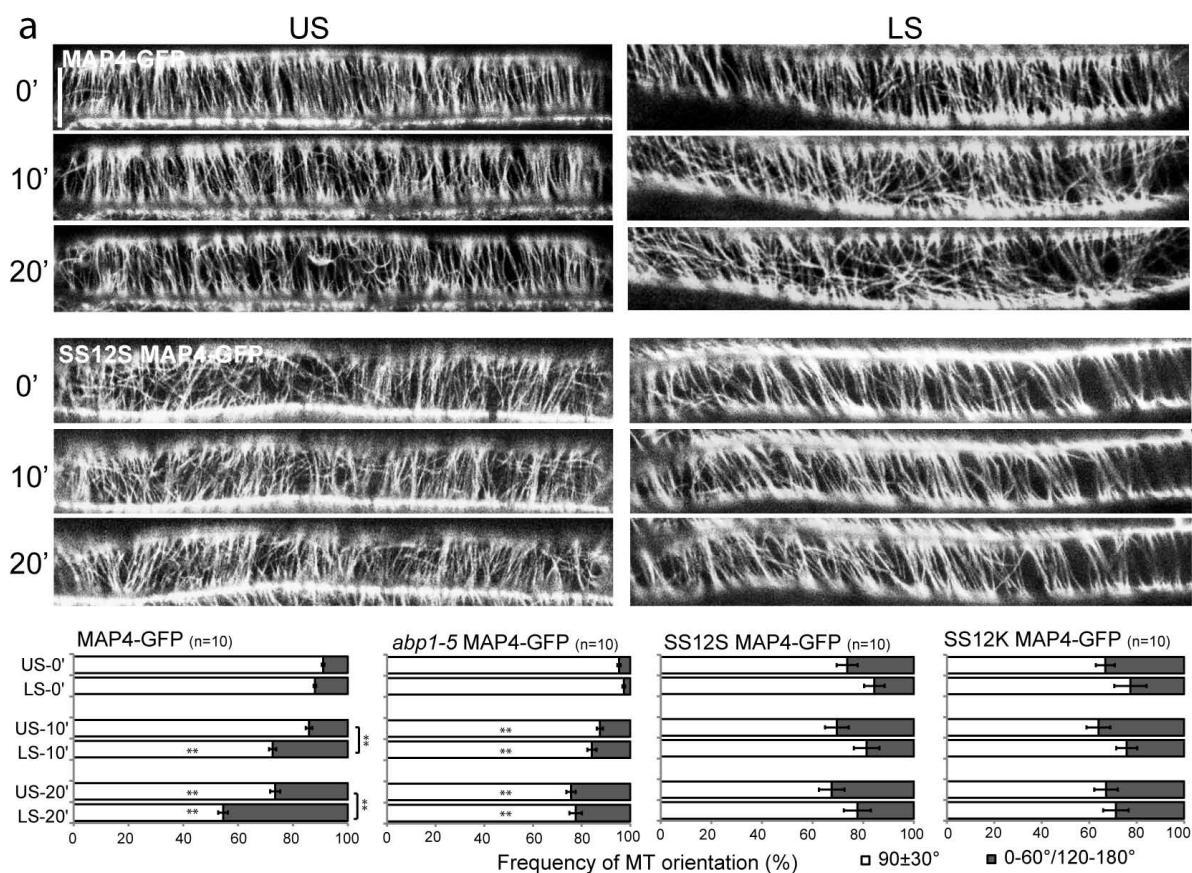 a
US LS
MAP4-GFP
0'
10'
20'
SS12S MAP4-GFP
0'
10'
20'
MAP4-GFP (n=10) abp1-5 MAP4-GFP (n=10) SS12S MAP4-GFP (n=10) SS12K MAP4-GFP (n=10)
US-0'
LS-0'
US-10' ** **
LS-10' ** **
**
US-20' ** **
LS-20' ** **
**
0 20 40 60 80 100 0 20 40 60 80 100 0 20 40 60 80 100 0 20 40 60 80 100
Frequency of MT orientation (%) 90±30° 0-60°/120-180°